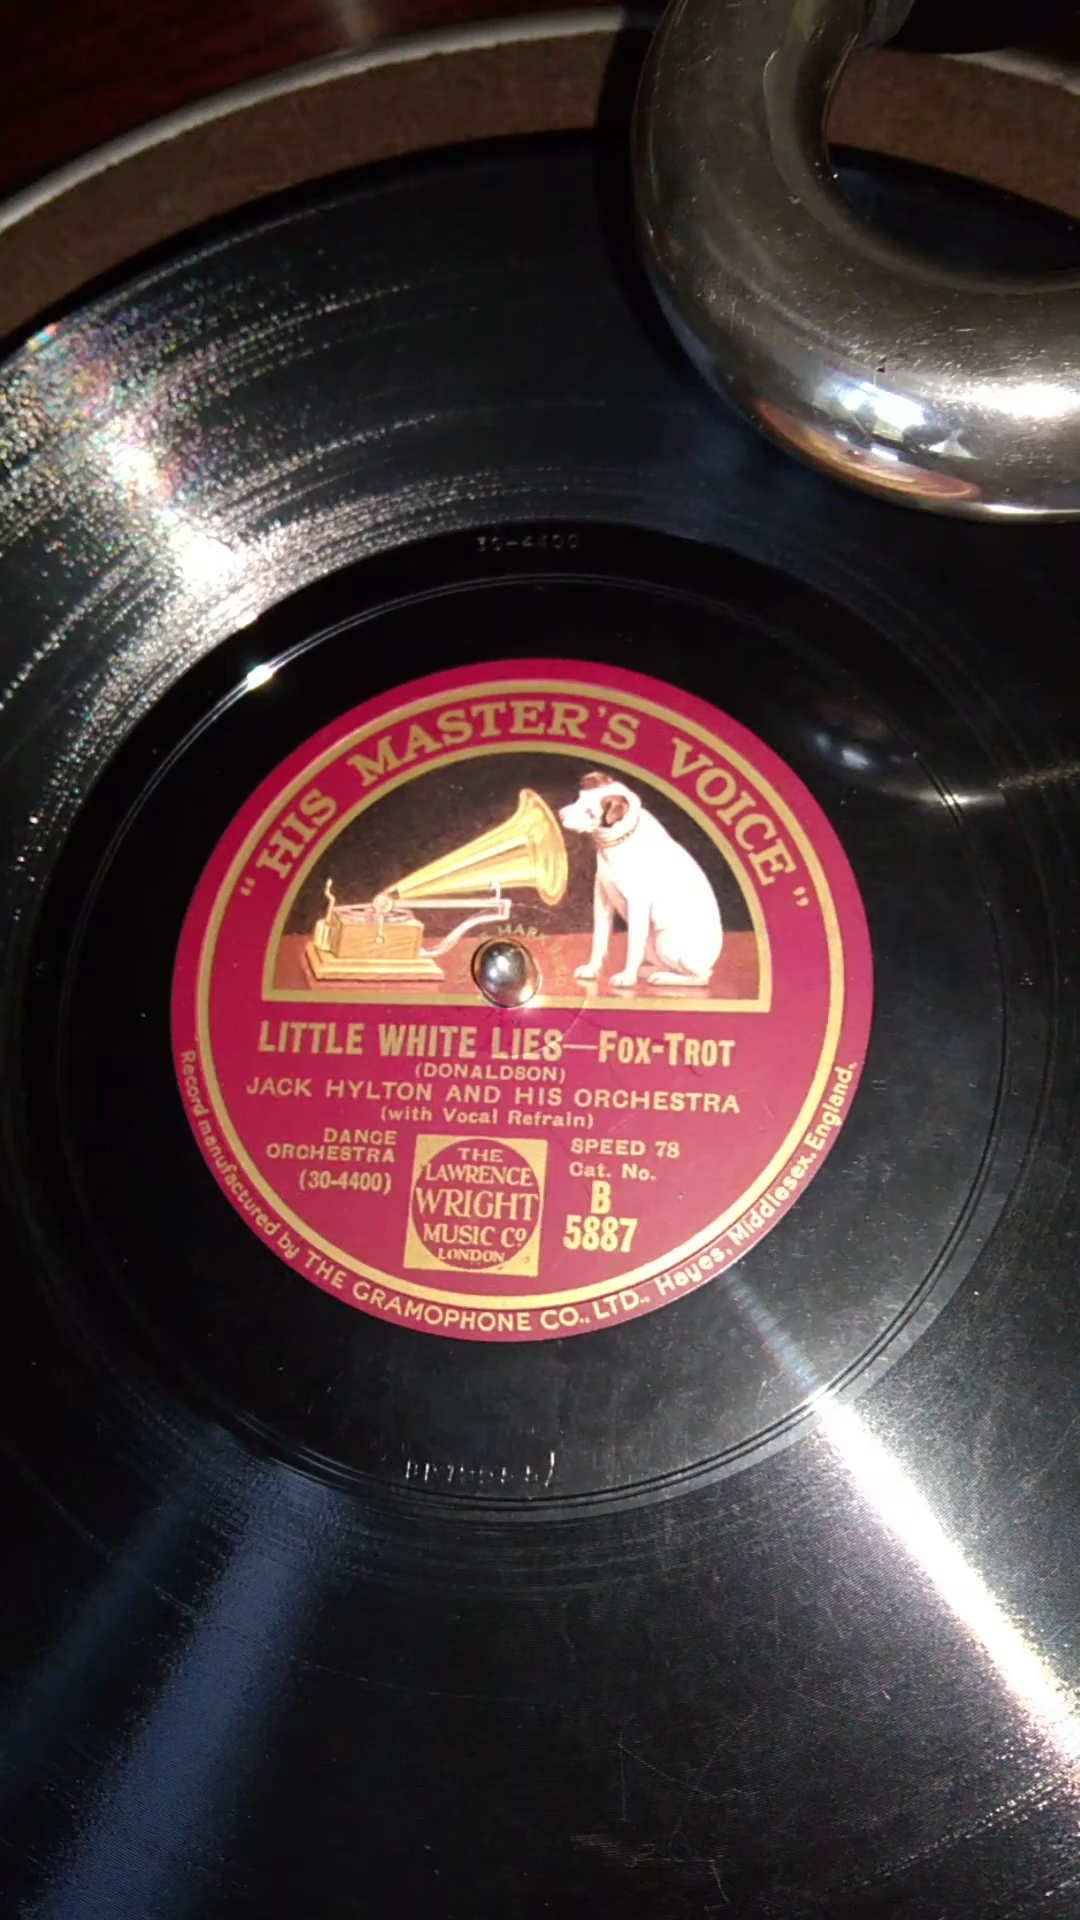 30-4400
"HIS MASTER'S VOICE"
MARK
LITTLE WHITE LIES—FOX-TROT
(DONALDSON)
JACK HYLTON AND HIS ORCHESTRA
(with Vocal Refrain)
DANCE
ORCHESTRA
(30-4400)
THE
LAWRENCE
WRIGHT
MUSIC Co
LONDON
SPEED 78
Cat. No.
B
5887
Record manufactured by THE GRAMOPHONE CO., LTD., Hayes, Middlesex, England.